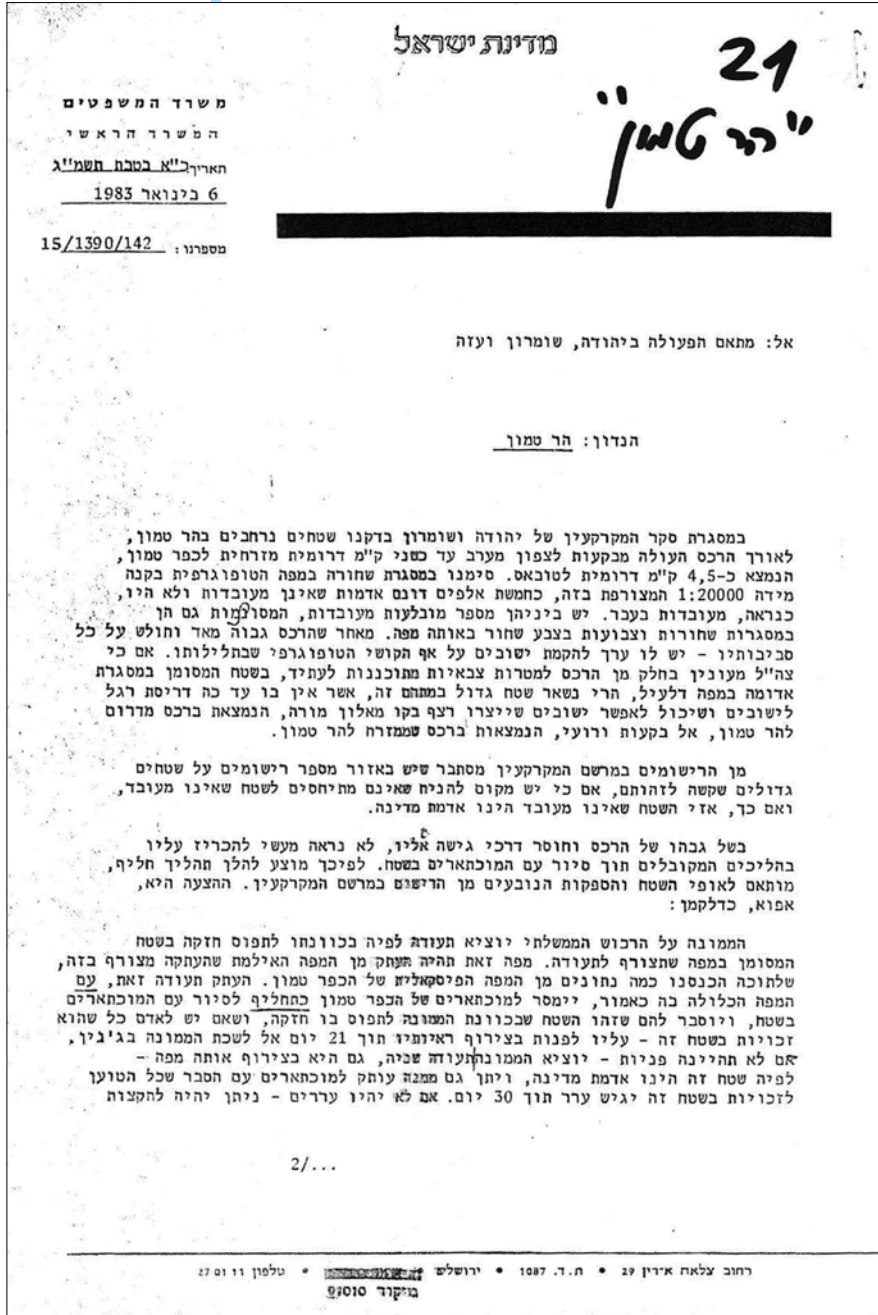 מדינת ישראל
21
"הר טמון"
משרד המשפטים
המשרד הראשי
תאריך: כ"א בטבת תשמ"ג
6 בינואר 1983
מספרנו: 15/1390/142
אל: מתאם הפעולה ביהודה, שומרון ועזה
הנדון: הר טמון
במסגרת סקר המקרקעין של יהודה ושומרון בדקנו שטחים נרחבים בהר טמון,
לאורך הרכס העולה מבקעות לצפון מערב עד כשני ק"מ דרומית מזרחית לכפר טמון,
הנמצא כ-4,5 ק"מ דרומית לטובאס. סימנו במסגרת שחורה במפה הטופוגרפית בקנה
מידה 1:20000 המצורפת בזה, כחמשת אלפים דונם אדמות שאינן מעובדות ולא היו,
כנראה, מעובדות בעבר. יש ביניהן מספר מובלעות מעובדות, המסומנות גם הן
במסגרות שחורות וצבועות בצבע שחור באותה מפה. מאחר שהרכס גבוה מאד וחולש על כל
סביבותיו - יש לו ערך להקמת ישובים על אף הקושי הטופוגרפי שבתלילותו. אם כי
צה"ל מעונין בחלק מן הרכס למטרות צבאיות מתוכננות לעתיד, בשטח המסומן במסגרת
אדומה במפה דלעיל, הרי נשאר שטח גדול במתחם זה, אשר אין בו עד כה דריסת רגל
לישובים ושיכול לאפשר ישובים שייצרו רצף בקו מאלון מורה, הנמצאת ברכס מדרום
להר טמון, אל בקעות ורועי, הנמצאות ברכס שממזרח להר טמון.
מן הרישומים במרשם המקרקעין מסתבר שיש באזור מספר רישומים על שטחים
גדולים שקשה לזהותם, אם כי יש מקום להניח שאינם מתיחסים לשטח שאינו מעובד,
ואם כך, אזי השטח שאינו מעובד הינו אדמת מדינה.
בשל גבהו של הרכס וחוסר דרכי גישה אליו, לא נראה מעשי להכריז עליו
בהליכים המקובלים תוך סיור עם המוכתארים בשטח. לפיכך מוצע להלן תהליך חליף,
מותאם לאופי השטח והספקות הנובעים מן הרישום במרשם המקרקעין. ההצעה היא,
אפוא, כדלקמן:
הממונה על הרכוש הממשלתי יוציא תעודה לפיה בכוונתו לתפוס חזקה בשטח
המסומן במפה שתצורף לתעודה. מפה זאת תהיה העתק מן המפה האילמת שהעתקה מצורף בזה,
שלתוכה הכנסנו כמה נתונים מן המפה הפיסקאלית של הכפר טמון. העתק תעודה זאת, עם
המפה הכלולה בה כאמור, יימסר למוכתארים של הכפר טמון כתחליף לסיור עם המוכתארים
בשטח, ויוסבר להם שזהו השטח שבכוונת הממונה לתפוס בו חזקה, ושאם יש לאדם כל שהוא
זכויות בשטח זה - עליו לפנות בצירוף ראיותיו תוך 21 יום אל לשכת הממונה בג'נין,
אם לא תהיינה פניות - יוציא הממונה תעודה שניה, גם היא בצירוף אותה מפה -
לפיה שטח זה הינו אדמת מדינה, ויתן גם ממנה עותק למוכתארים עם הסבר שכל הטוען
לזכויות בשטח זה יגיש ערר תוך 30 יום. אם לא יהיו עררים - ניתן יהיה להקצות
2/...
רחוב צלאח א-דין 29 • ת.ד. 1087 • ירושלים • טלפון 27 01 11
מיקוד 91010